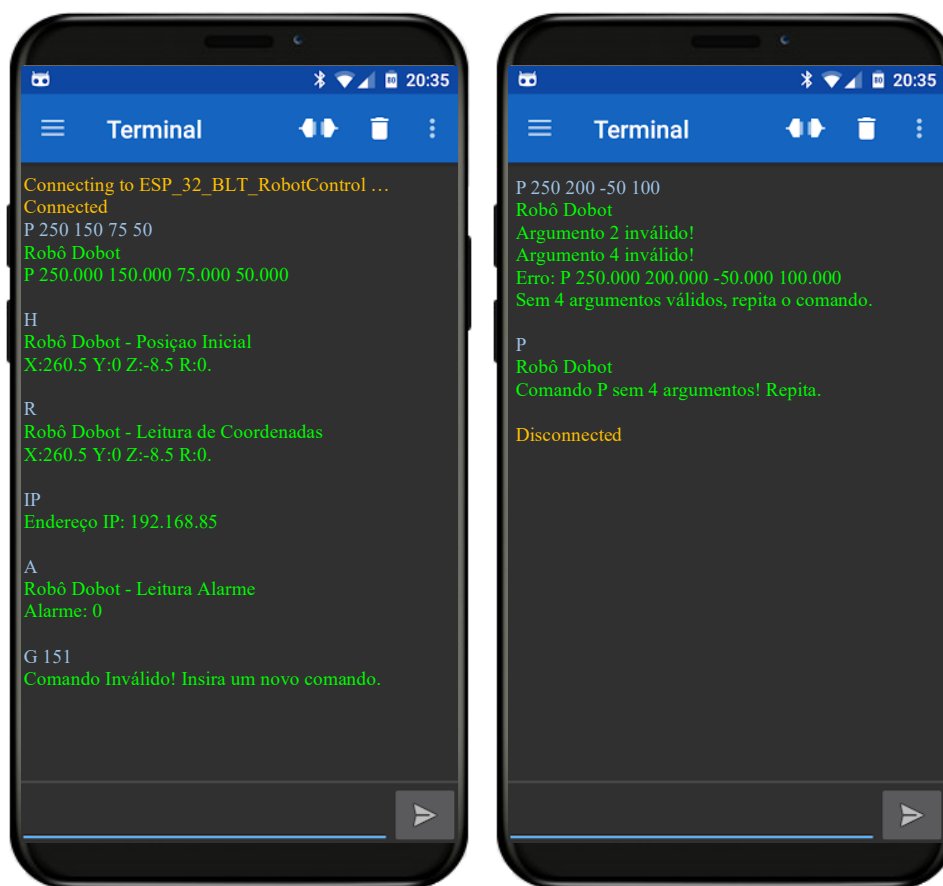 20:35
Terminal
Connecting to ESP_32_BLT_RobotControl …
Connected
P 250 150 75 50
Robô Dobot
P 250.000 150.000 75.000 50.000
H
Robô Dobot - Posiçao Inicial
X:260.5 Y:0 Z:-8.5 R:0.
R
Robô Dobot - Leitura de Coordenadas
X:260.5 Y:0 Z:-8.5 R:0.
IP
Endereço IP: 192.168.85
A
Robô Dobot - Leitura Alarme
Alarme: 0
G 151
Comando Inválido! Insira um novo comando.
20:35
Terminal
P 250 200 -50 100
Robô Dobot
Argumento 2 inválido!
Argumento 4 inválido!
Erro: P 250.000 200.000 -50.000 100.000
Sem 4 argumentos válidos, repita o comando.
P
Robô Dobot
Comando P sem 4 argumentos! Repita.
Disconnected